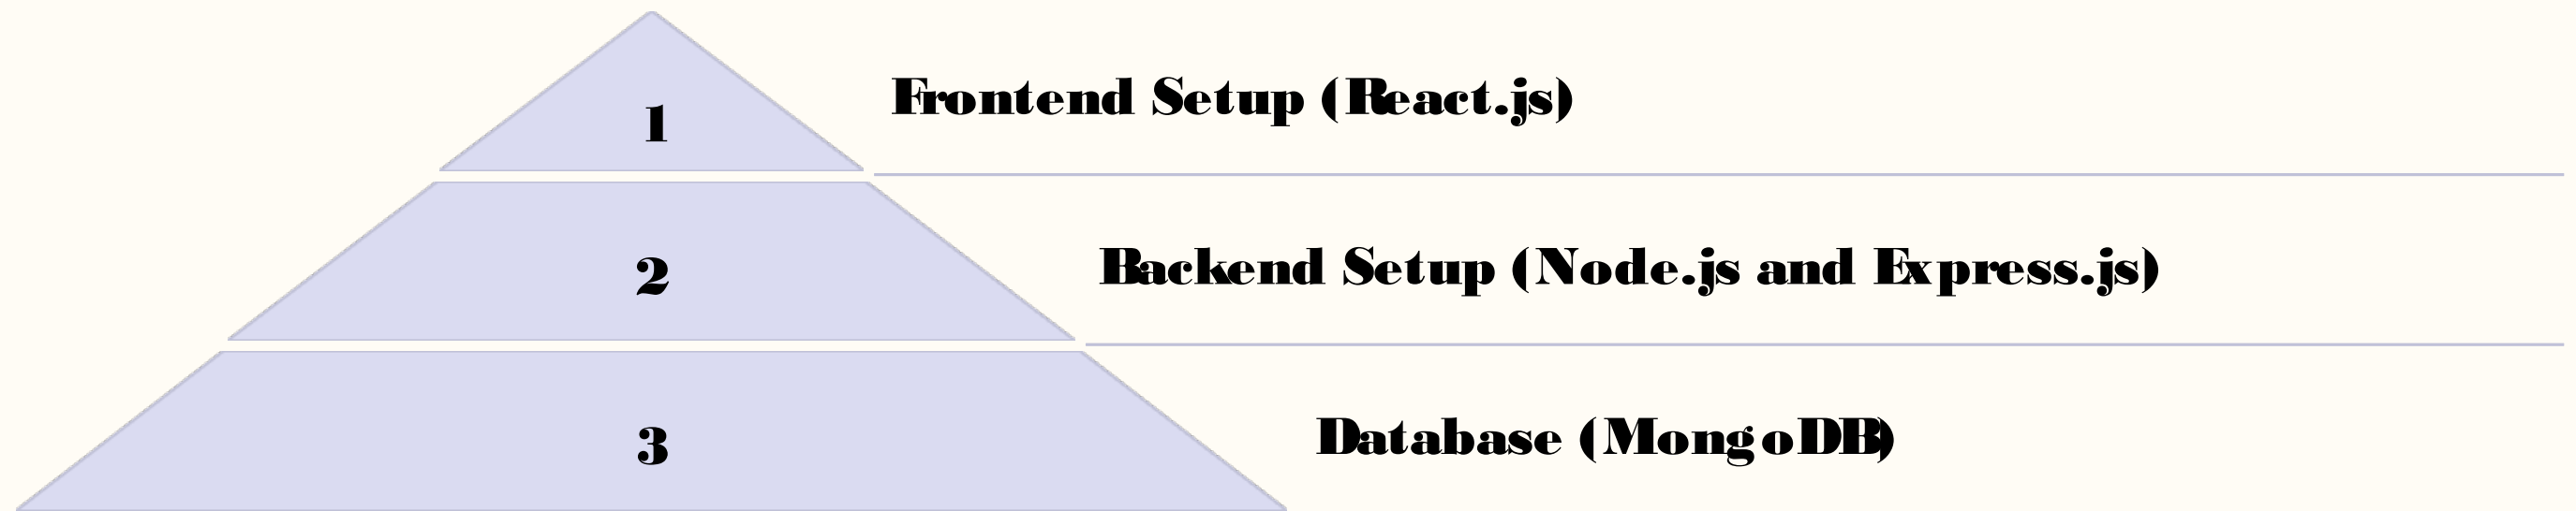 1
Frontend Setup (React.js)
2
Backend Setup (Node.js and Express.js)
3
Database (MongoDB)